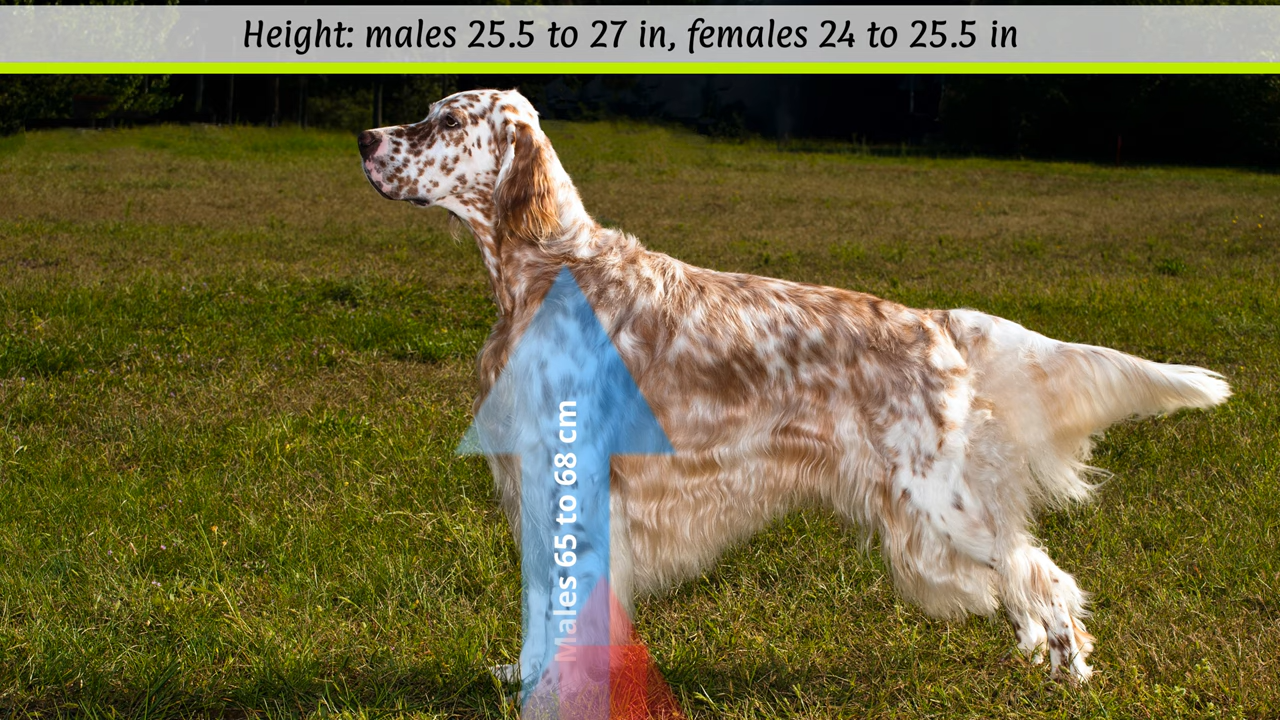 Height: males 25.5 to 27 in, females 24 to 25.5 in
Males 65 to 68 cm